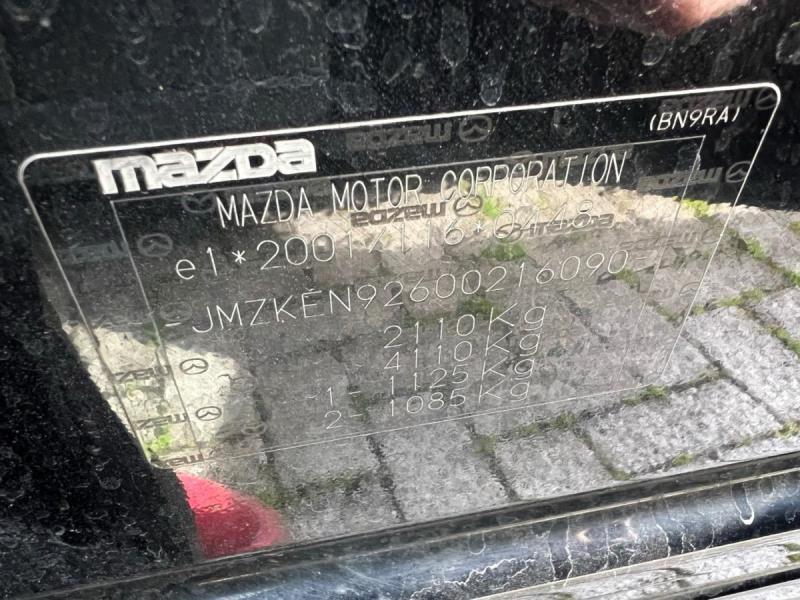 (BN9RA)
mazda
MAZDA MOTOR CORPORATION
e1*2001/116*0448
-JMZKEN92600216090-
2110 Kg
4110 Kg
1- 1125 Kg
2- 1085 Kg